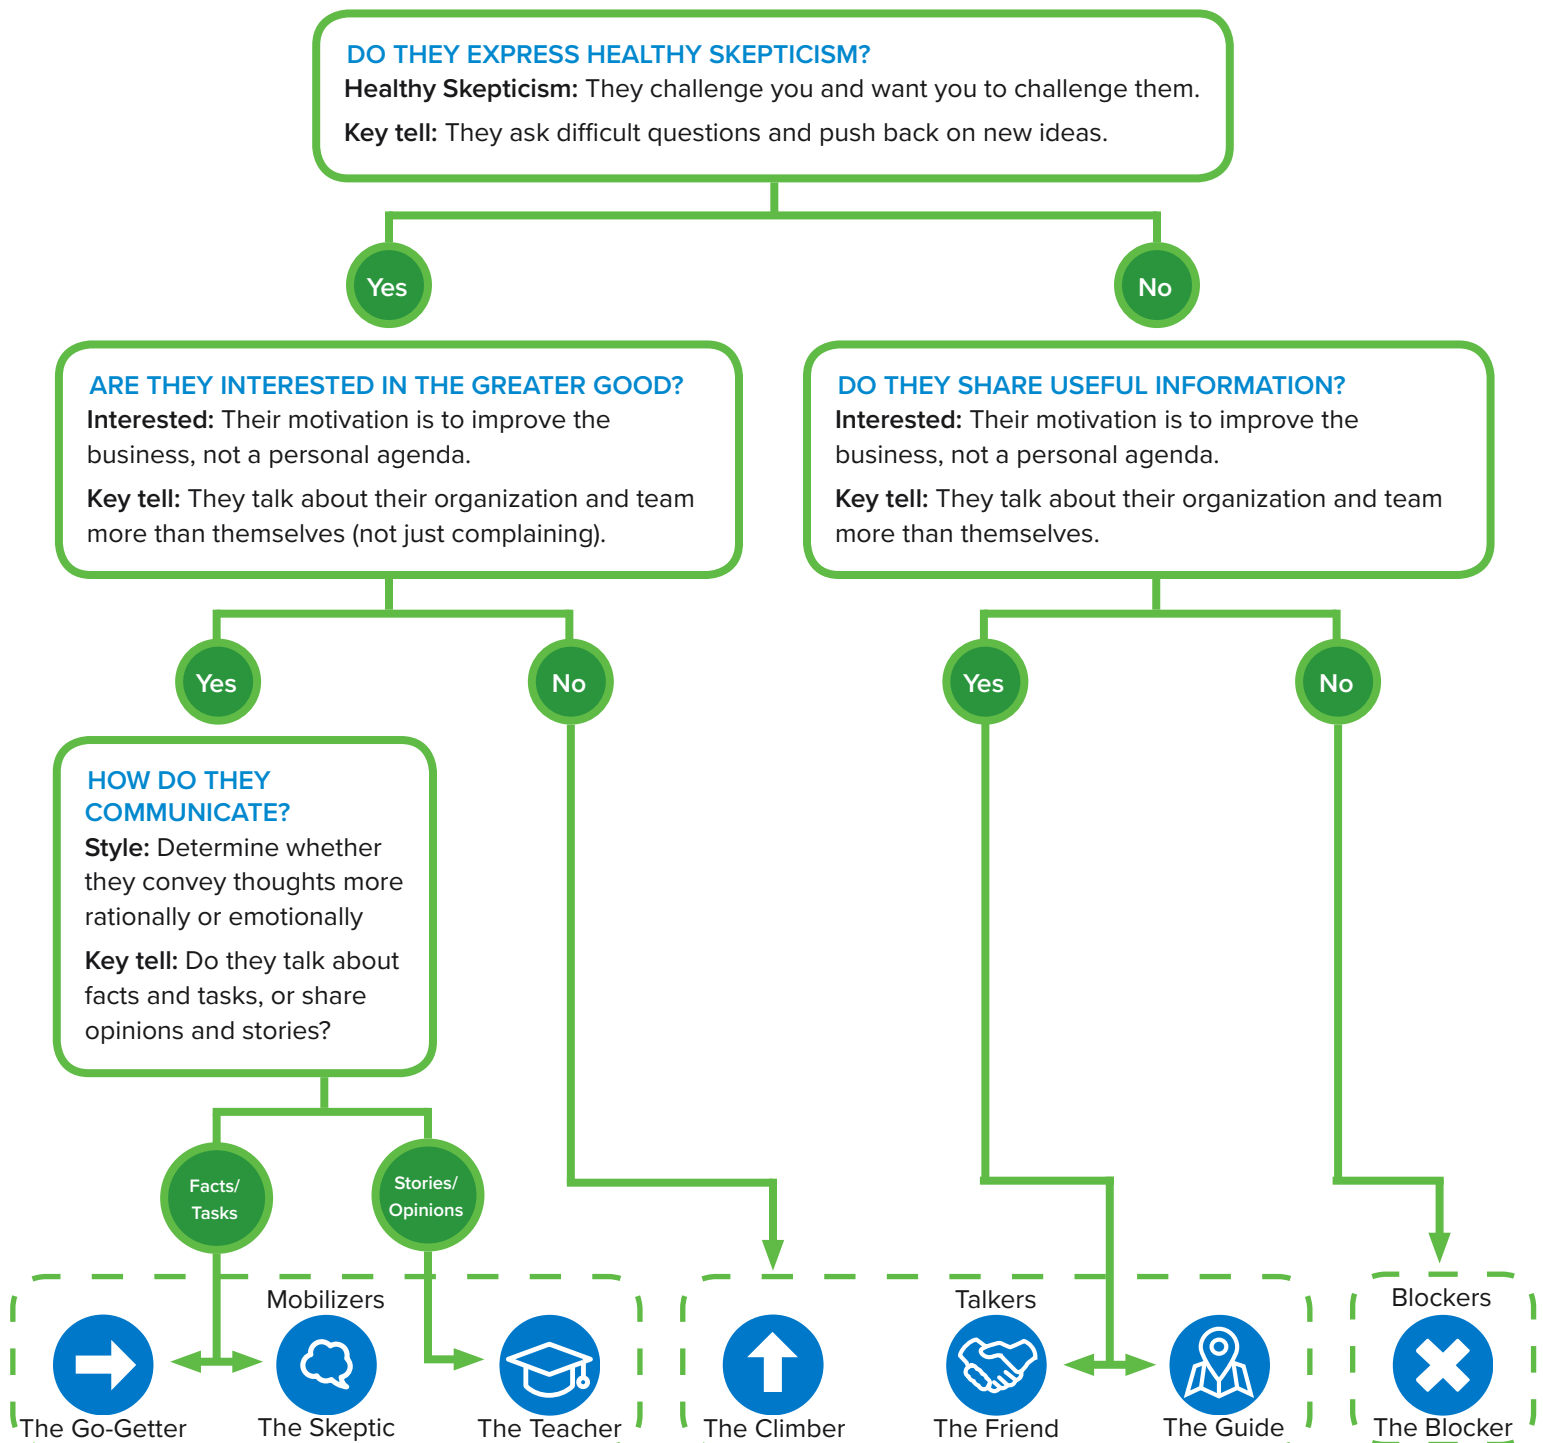 DO THEY EXPRESS HEALTHY SKEPTICISM?
Healthy Skepticism: They challenge you and want you to challenge them.
Key tell: They ask difficult questions and push back on new ideas.
Yes
No
ARE THEY INTERESTED IN THE GREATER GOOD?
Interested: Their motivation is to improve the
business, not a personal agenda.
Key tell: They talk about their organization and team
more than themselves (not just complaining).
DO THEY SHARE USEFUL INFORMATION?
Interested: Their motivation is to improve the
business, not a personal agenda.
Key tell: They talk about their organization and team
more than themselves.
Yes
No
Yes
No
HOW DO THEY
COMMUNICATE?
Style: Determine whether
they convey thoughts more
rationally or emotionally
Key tell: Do they talk about
facts and tasks, or share
opinions and stories?
Facts/
Tasks
Stories/
Opinions
Mobilizers
The Go-Getter
The Skeptic
The Teacher
Talkers
The Climber
The Friend
The Guide
Blockers
The Blocker